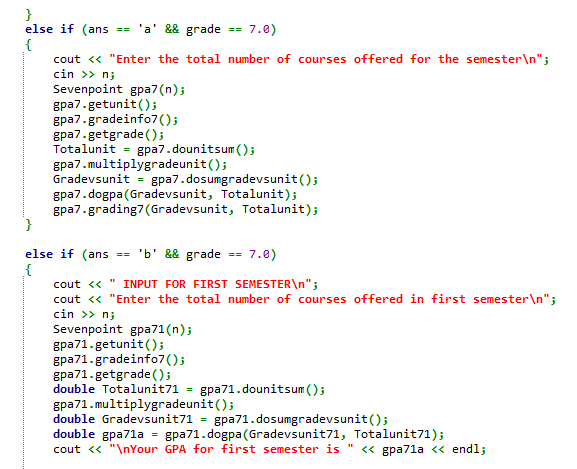 }
else if (ans == 'a' && grade == 7.0)
{
cout << "Enter the total number of courses offered for the semester\n";
cin >> n;
Sevenpoint gpa7(n);
gpa7.getunit();
gpa7.gradeinfo7();
gpa7.getgrade();
Totalunit = gpa7.dounitsum();
gpa7.multiplygradeunit();
Gradevsunit = gpa7.dosumgradevsunit();
gpa7.dogpa(Gradevsunit, Totalunit);
gpa7.grading7(Gradevsunit, Totalunit);
}
else if (ans == 'b' && grade == 7.0)
{
cout << " INPUT FOR FIRST SEMESTER\n";
cout << "Enter the total number of courses offered in first semester\n";
cin >> n;
Sevenpoint gpa71(n);
gpa71.getunit();
gpa71.gradeinfo7();
gpa71.getgrade();
double Totalunit71 = gpa71.dounitsum();
gpa71.multiplygradeunit();
double Gradevsunit71 = gpa71.dosumgradevsunit();
double gpa71a = gpa71.dogpa(Gradevsunit71, Totalunit71);
cout << "\nYour GPA for first semester is " << gpa71a << endl;